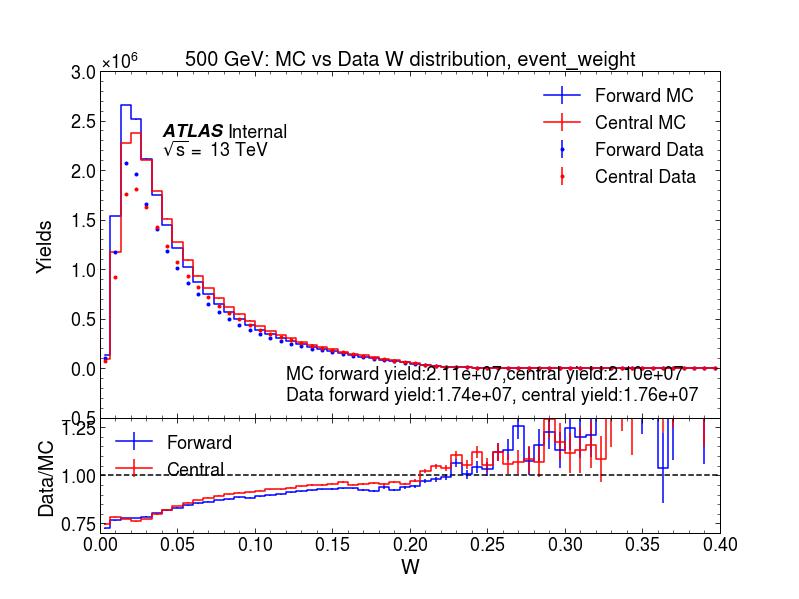 ×10⁶
500 GeV: MC vs Data W distribution, event_weight
3.0
2.5
2.0
1.5
1.0
0.5
0.0
0.5
Yields
ATLAS Internal
√s = 13 TeV
Forward MC
Central MC
Forward Data
Central Data
MC forward yield:2.11e+07,central yield:2.10e+07
Data forward yield:1.74e+07, central yield:1.76e+07
1.25
1.00
0.75
Data/MC
Forward
Central
0.00 0.05 0.10 0.15 0.20 0.25 0.30 0.35 0.40
W